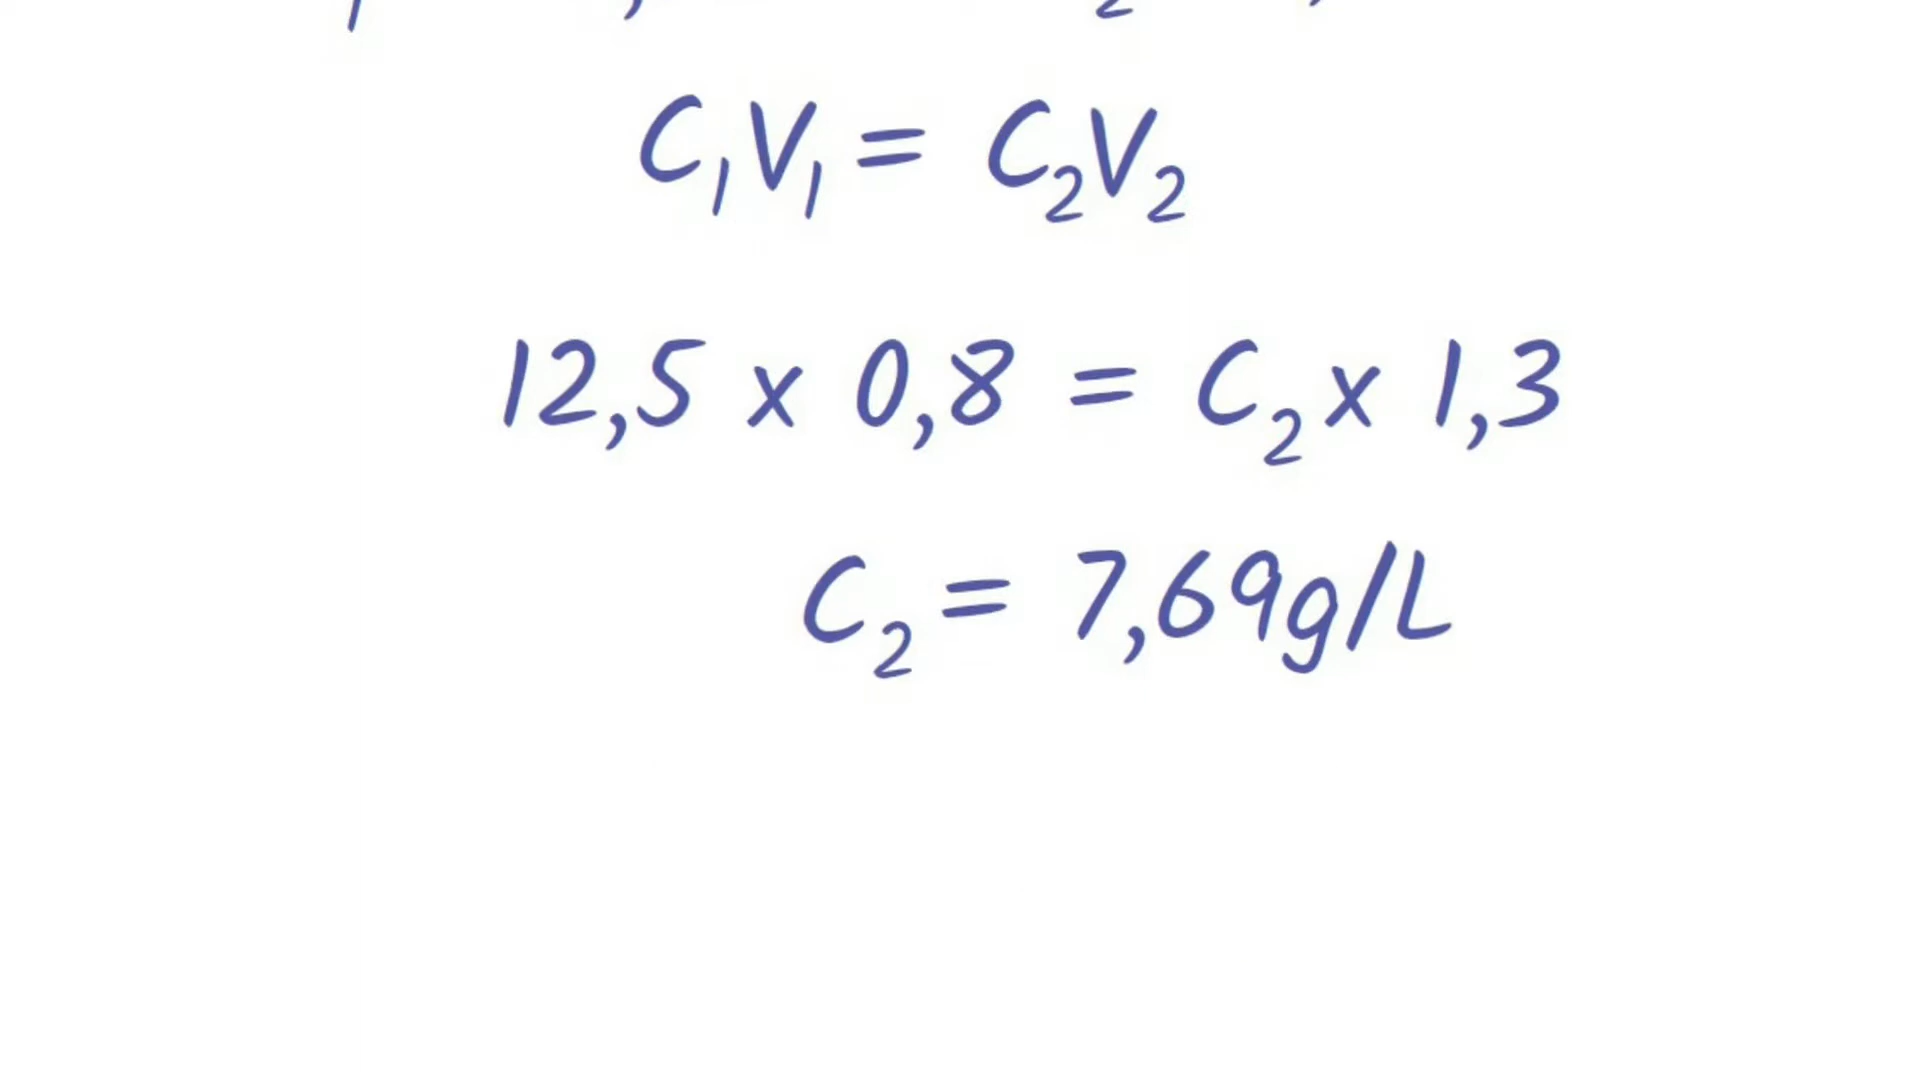 C₁V₁ = C₂V₂
12,5 x 0,8 = C₂ x 1,3
C₂ = 7,69g/L